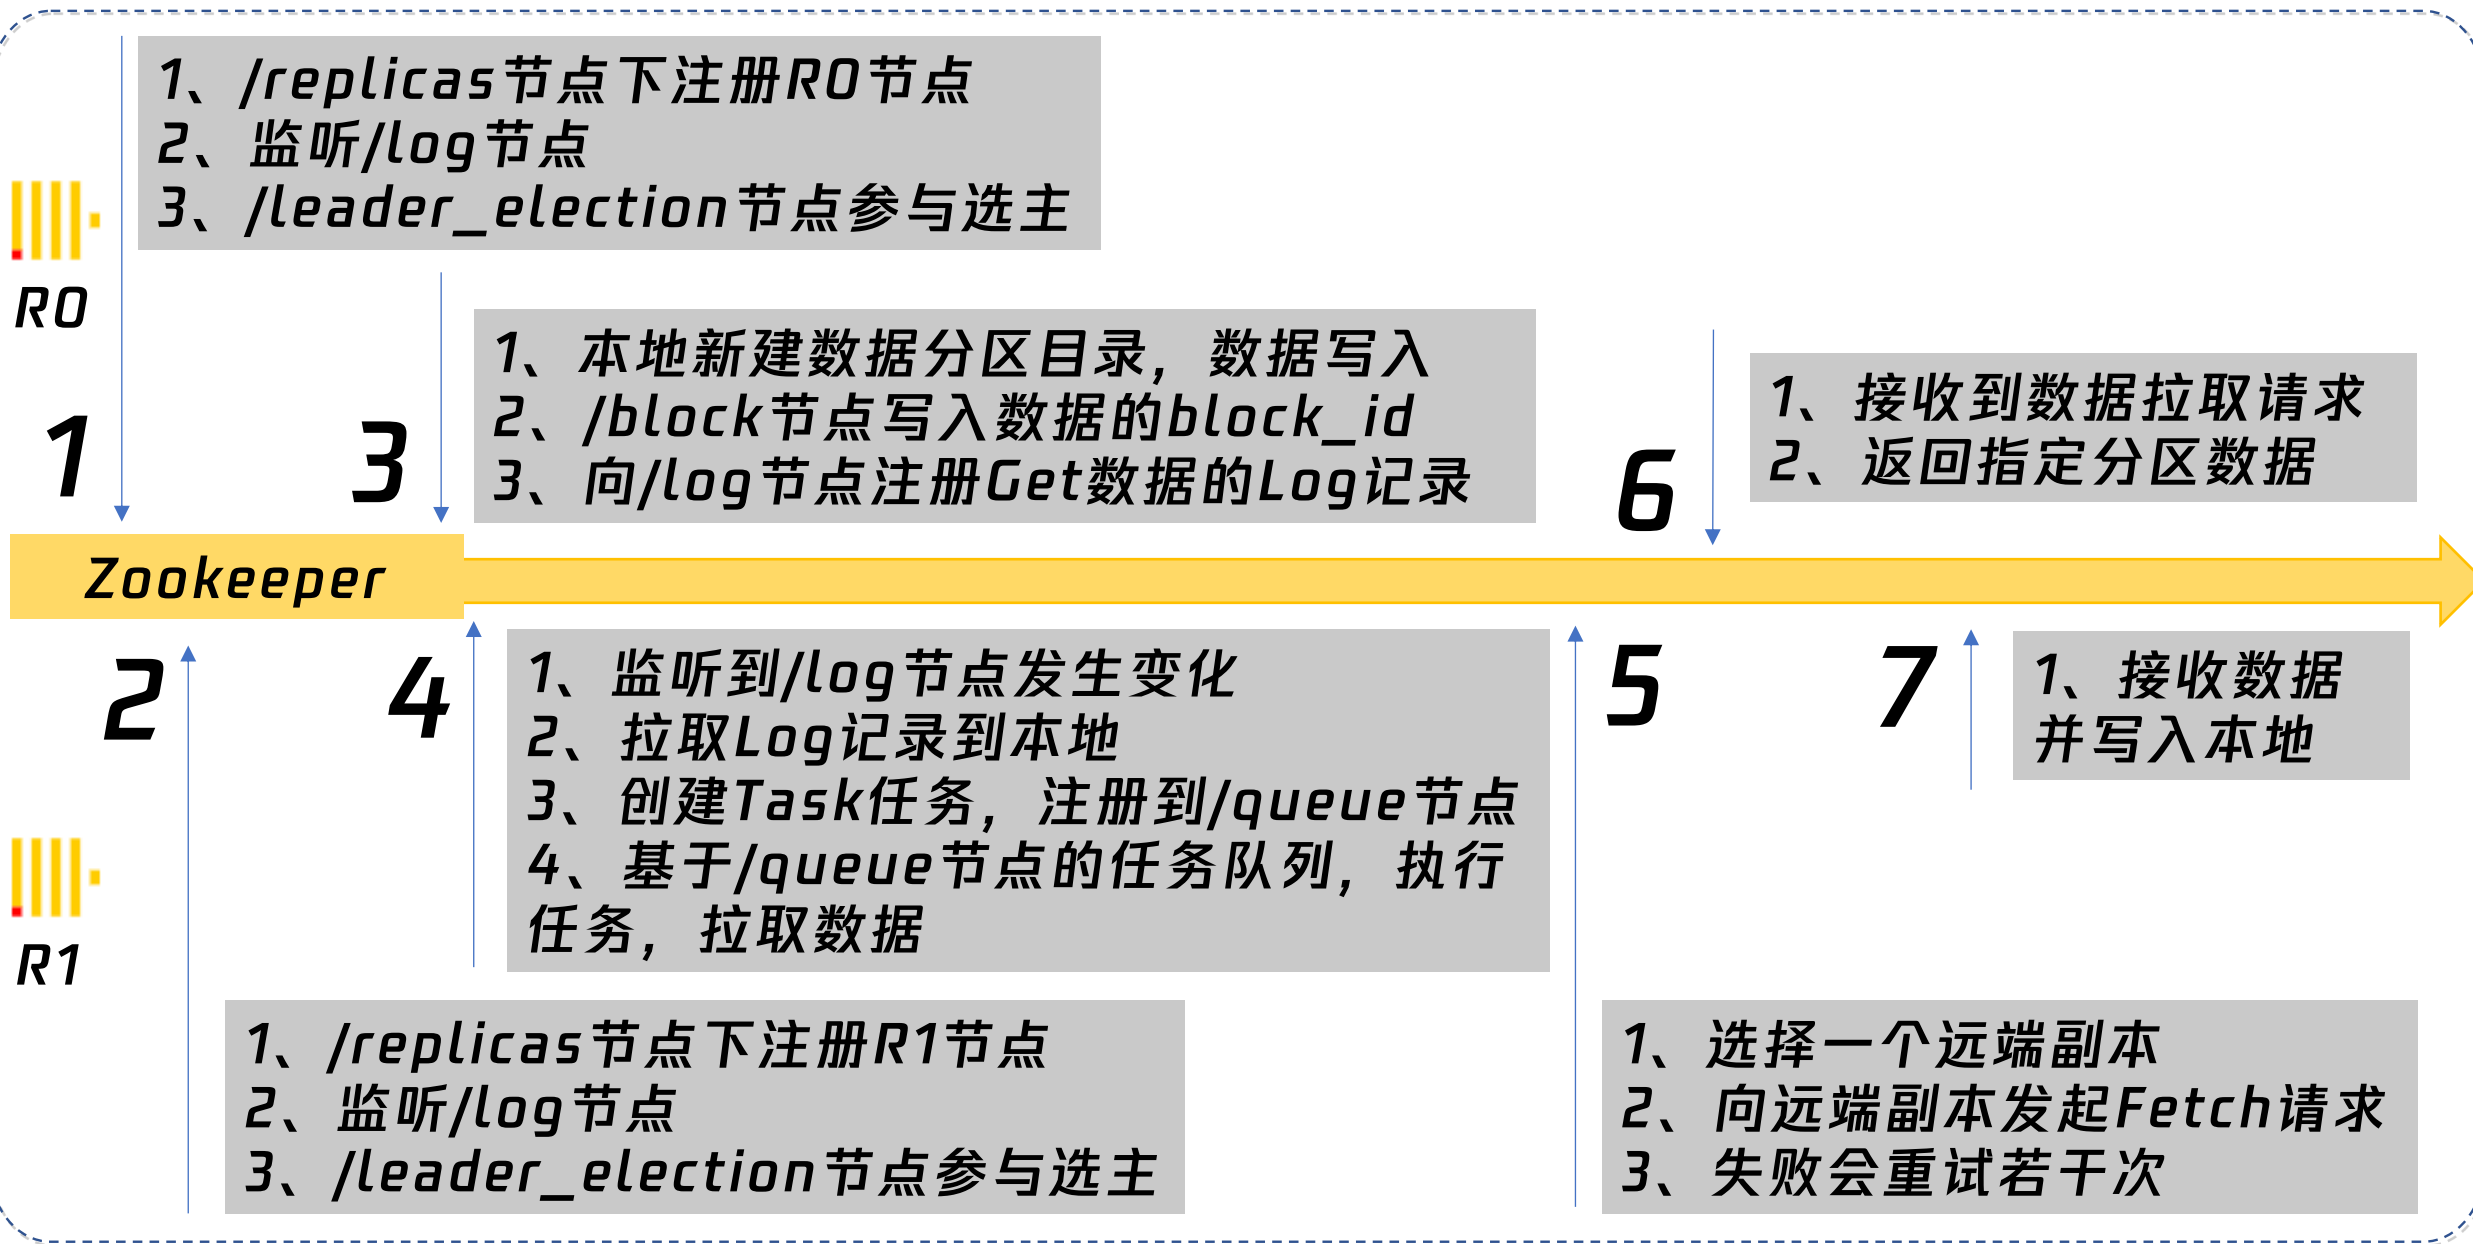 1、/replicas节点下注册R0节点
2、监听/log节点
3、/leader_election节点参与选主
R0
1
3
1、本地新建数据分区目录，数据写入
2、/block节点写入数据的block_id
3、向/log节点注册Get数据的Log记录
6
1、接收到数据拉取请求
2、返回指定分区数据
Zookeeper
2
4
1、监听到/log节点发生变化
2、拉取Log记录到本地
3、创建Task任务，注册到/queue节点
4、基于/queue节点的任务队列，执行
任务，拉取数据
5
7
1、接收数据
并写入本地
R1
1、/replicas节点下注册R1节点
2、监听/log节点
3、/leader_election节点参与选主
1、选择一个远端副本
2、向远端副本发起Fetch请求
3、失败会重试若干次